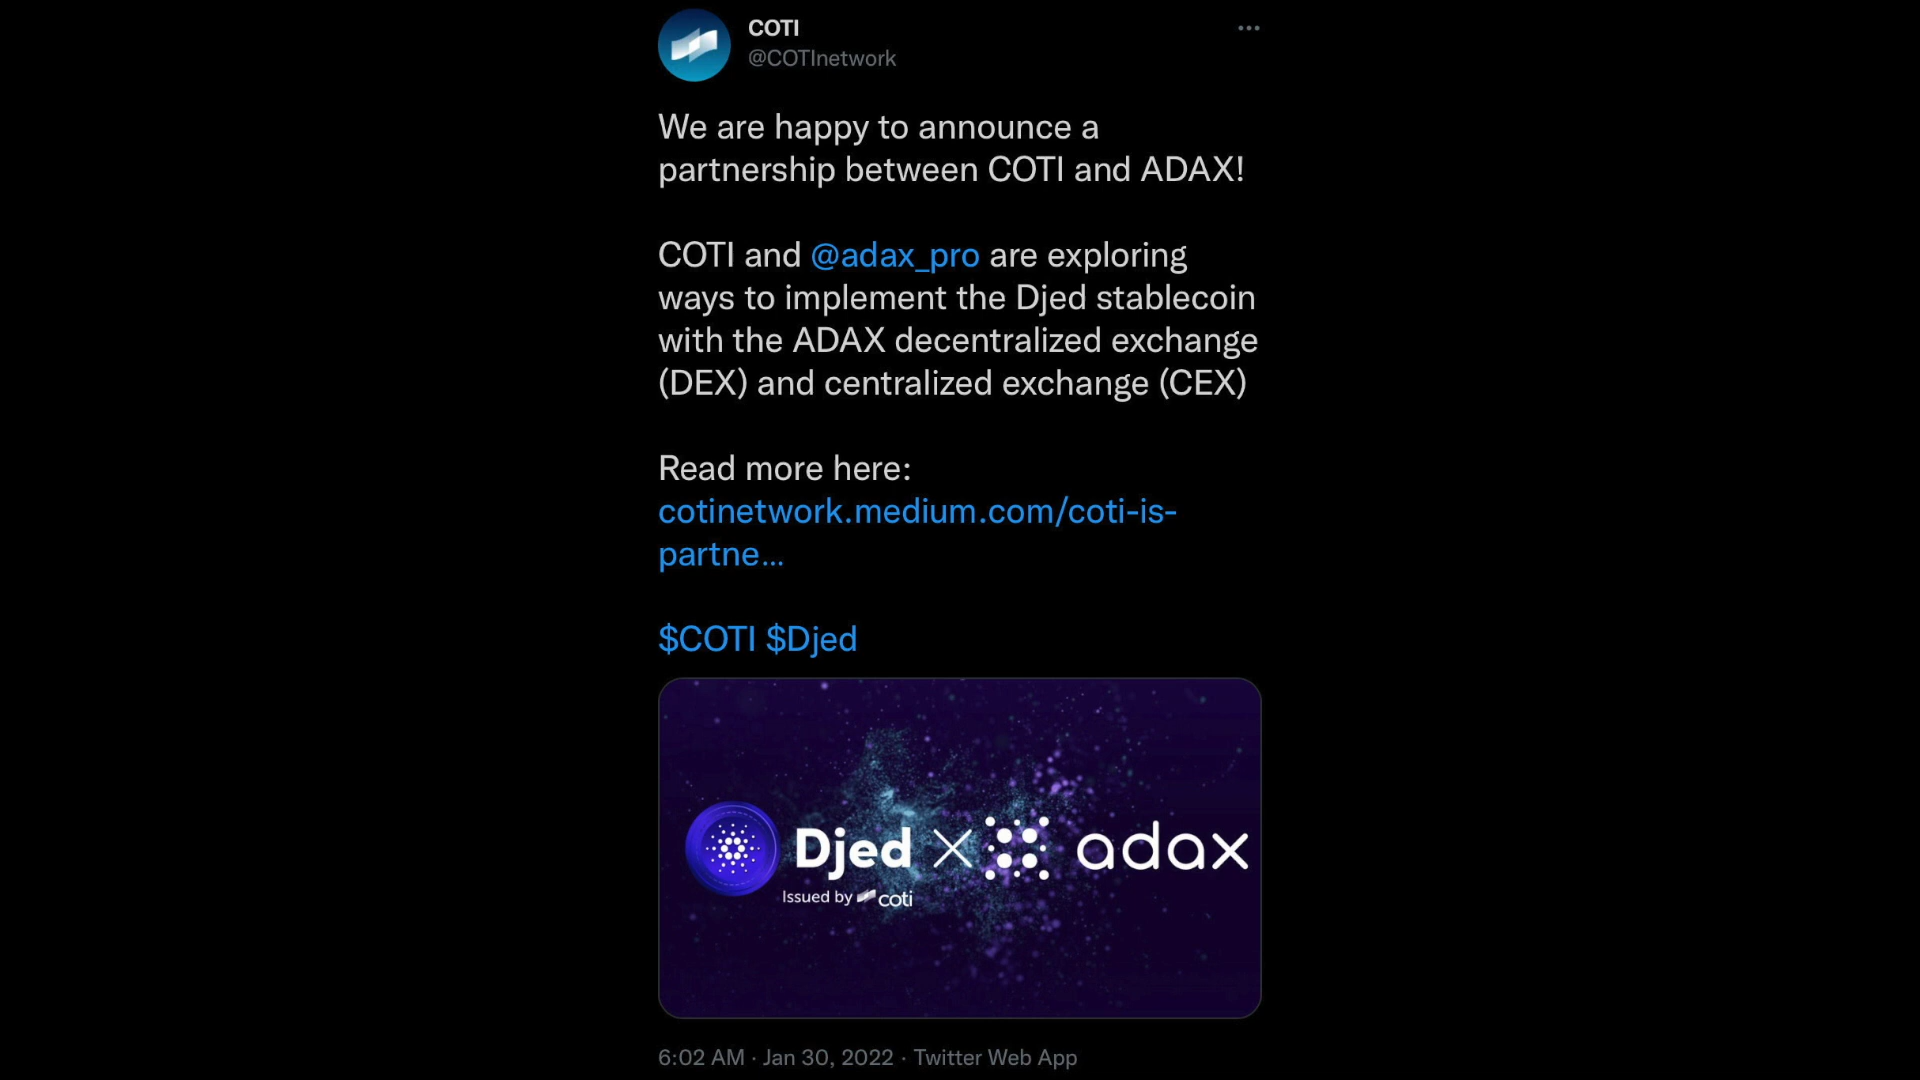 COTI
@COTInetwork
We are happy to announce a
partnership between COTI and ADAX!
COTI and @adax_pro are exploring
ways to implement the Djed stablecoin
with the ADAX decentralized exchange
(DEX) and centralized exchange (CEX)
Read more here:
cotinetwork.medium.com/coti-is-
partne...
$COTI $Djed
Djed × adax
Issued by coti
6:02 AM · Jan 30, 2022 · Twitter Web App